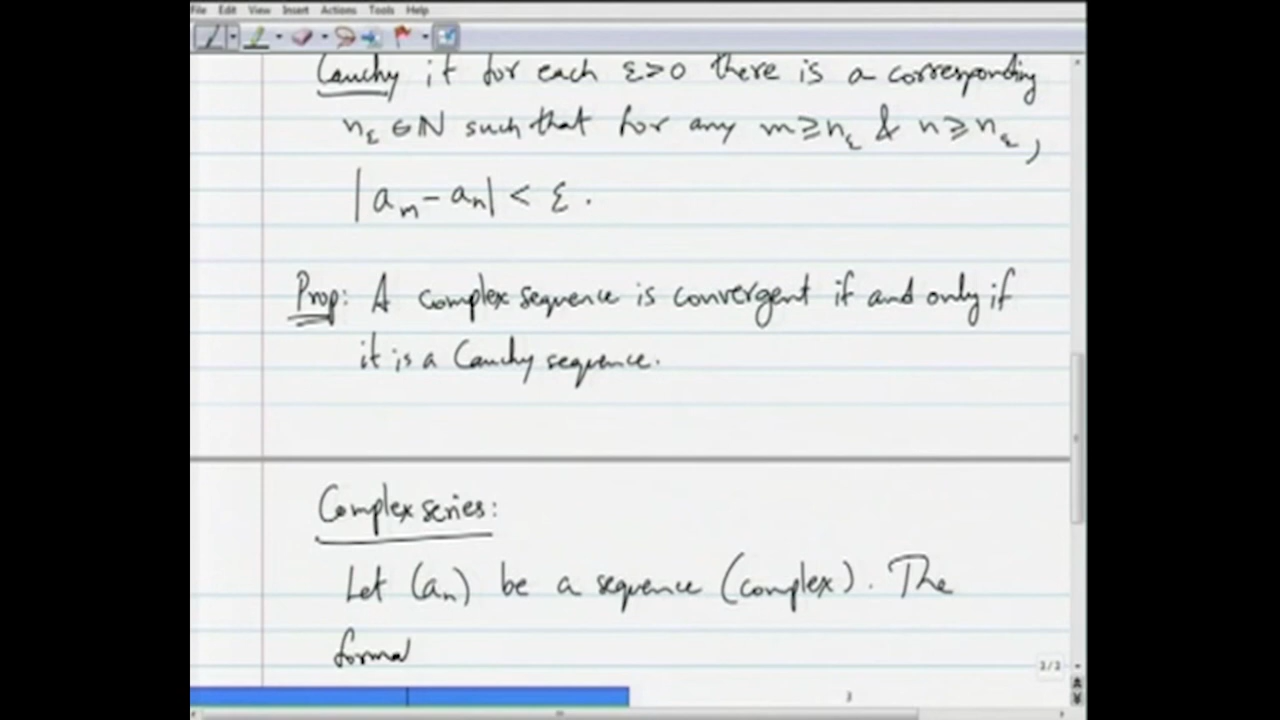 File Edit View Insert Actions Tools Help
Cauchy if for each ε>0 there is a corresponding
n_ε ∈ ℕ such that for any m ≥ n_ε & n ≥ n_ε,
|a_m - a_n| < ε.
Prop: A complex sequence is convergent if and only if
it is a Cauchy sequence.
Complex series:
Let (a_n) be a sequence (complex). The
formal